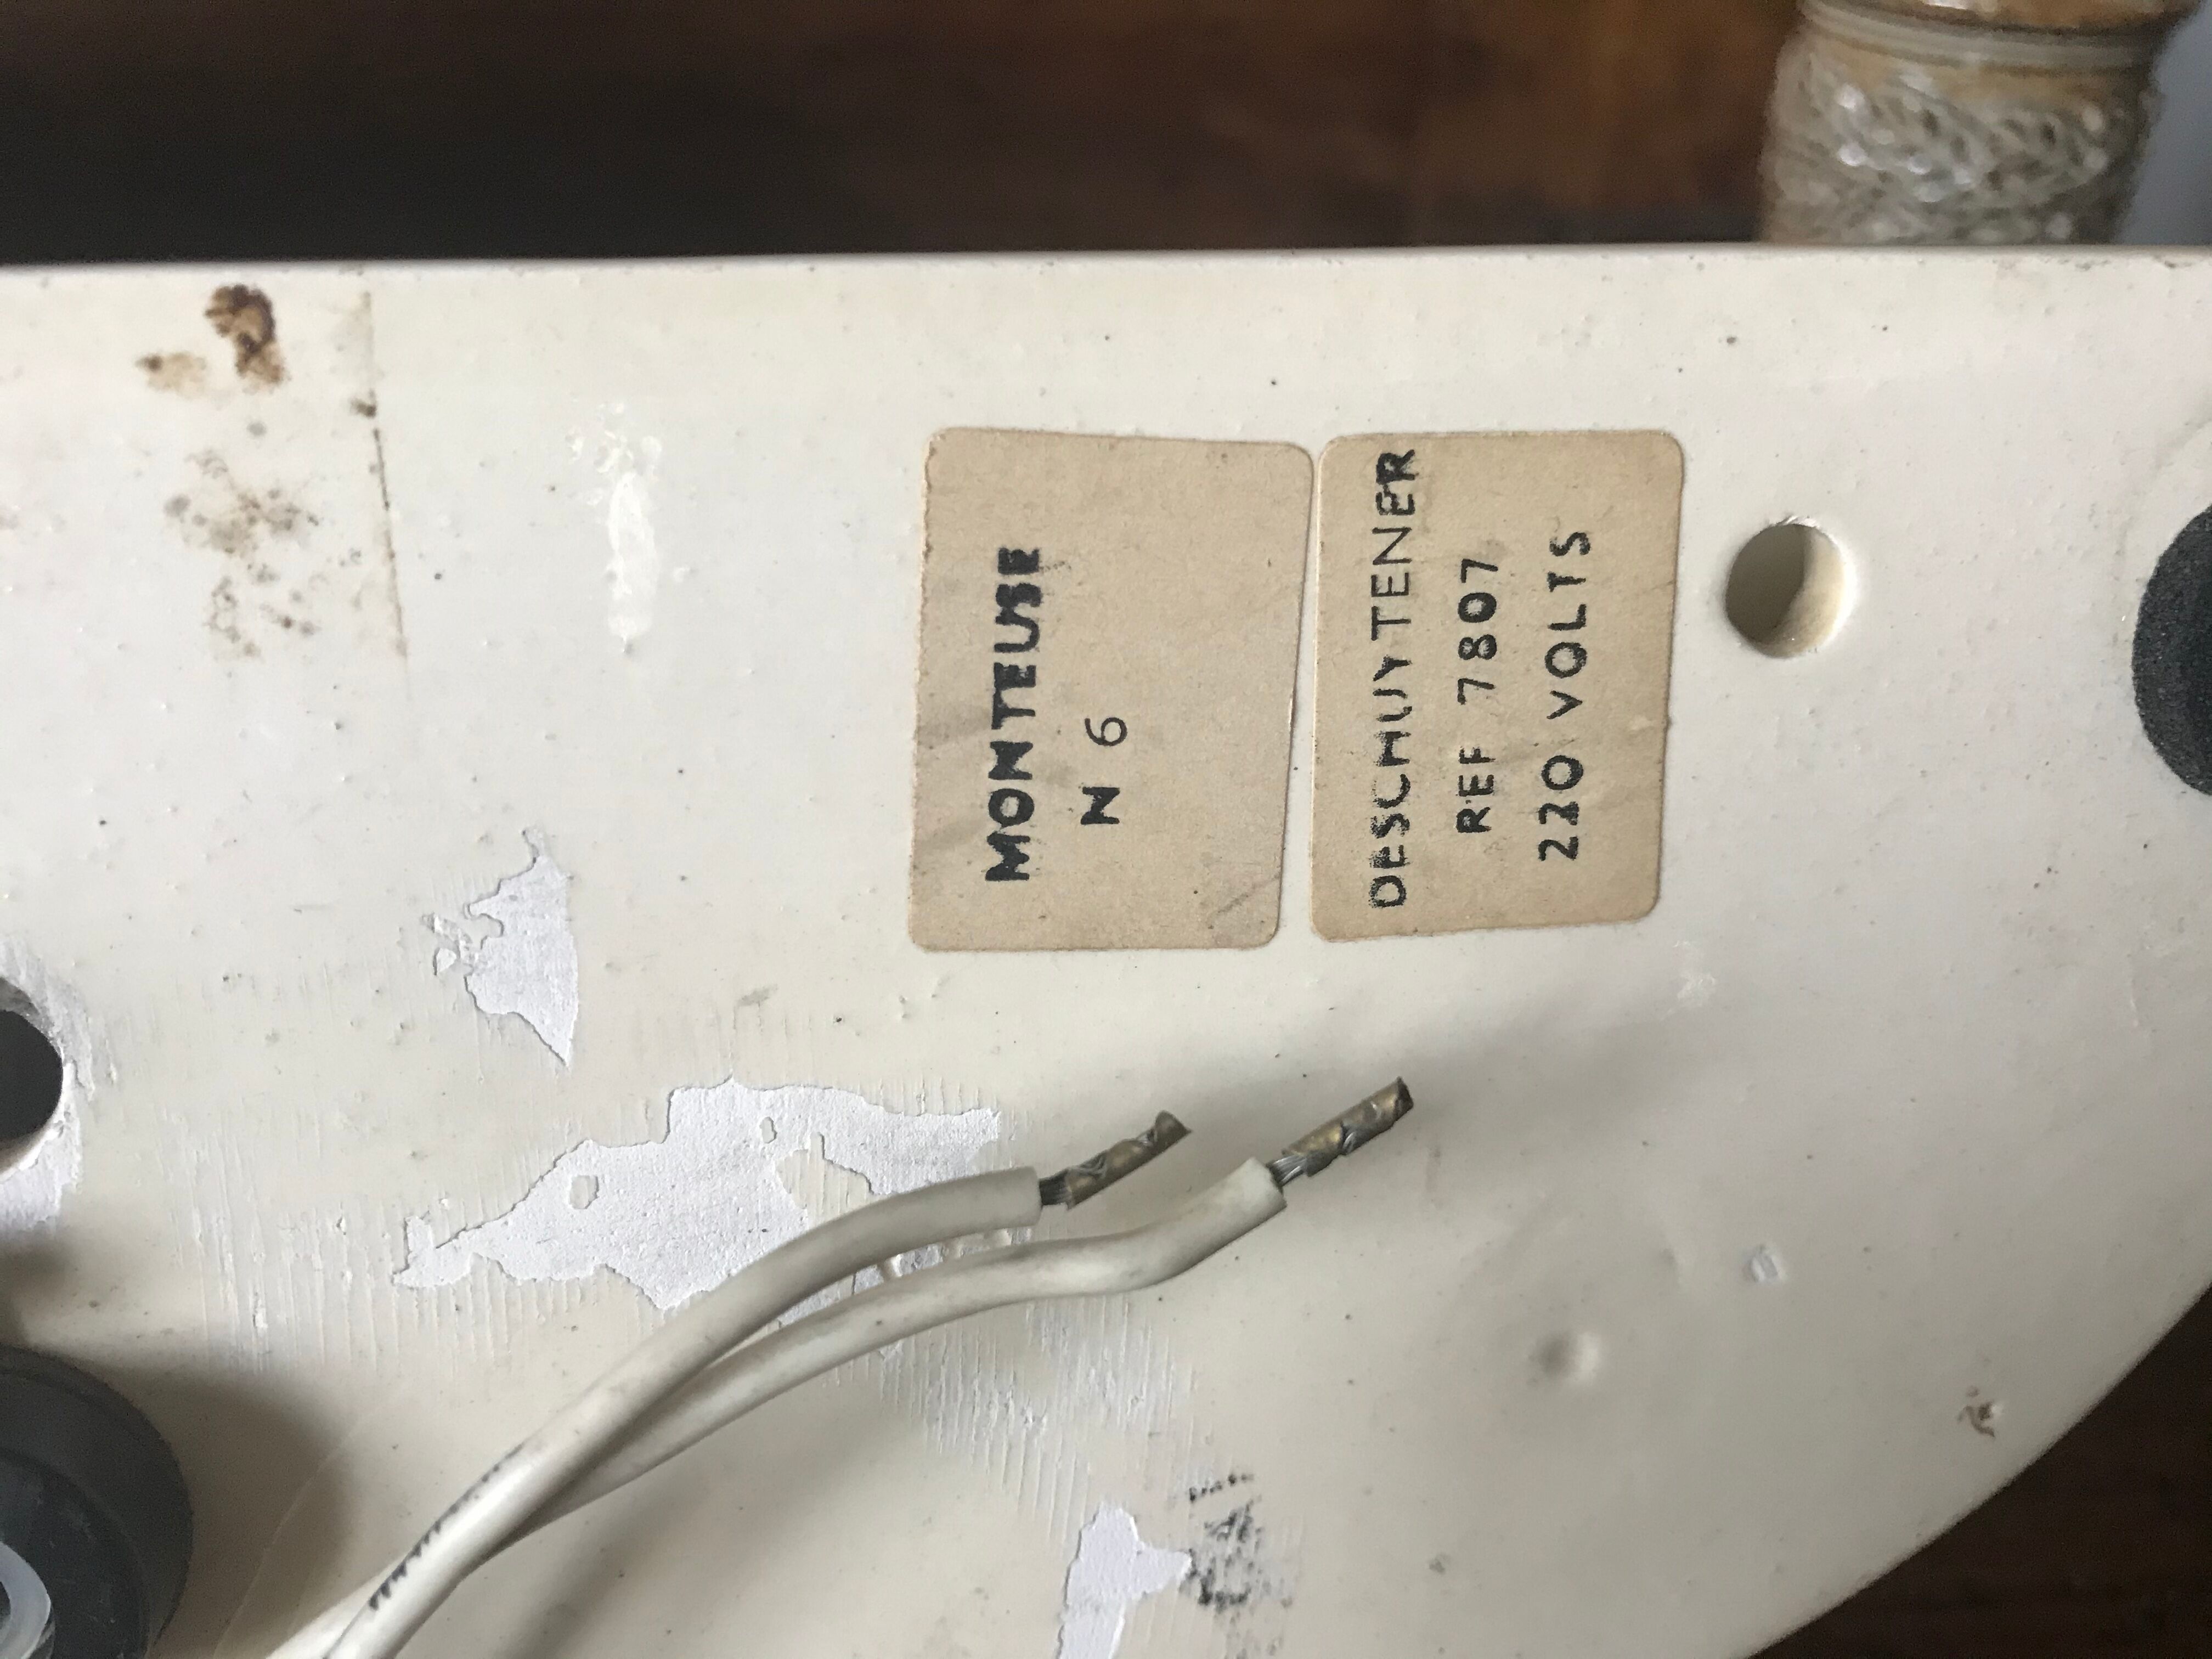 MONTEUSE
N 6
DESCHUYTENER
REF 7807
220 VOLTS